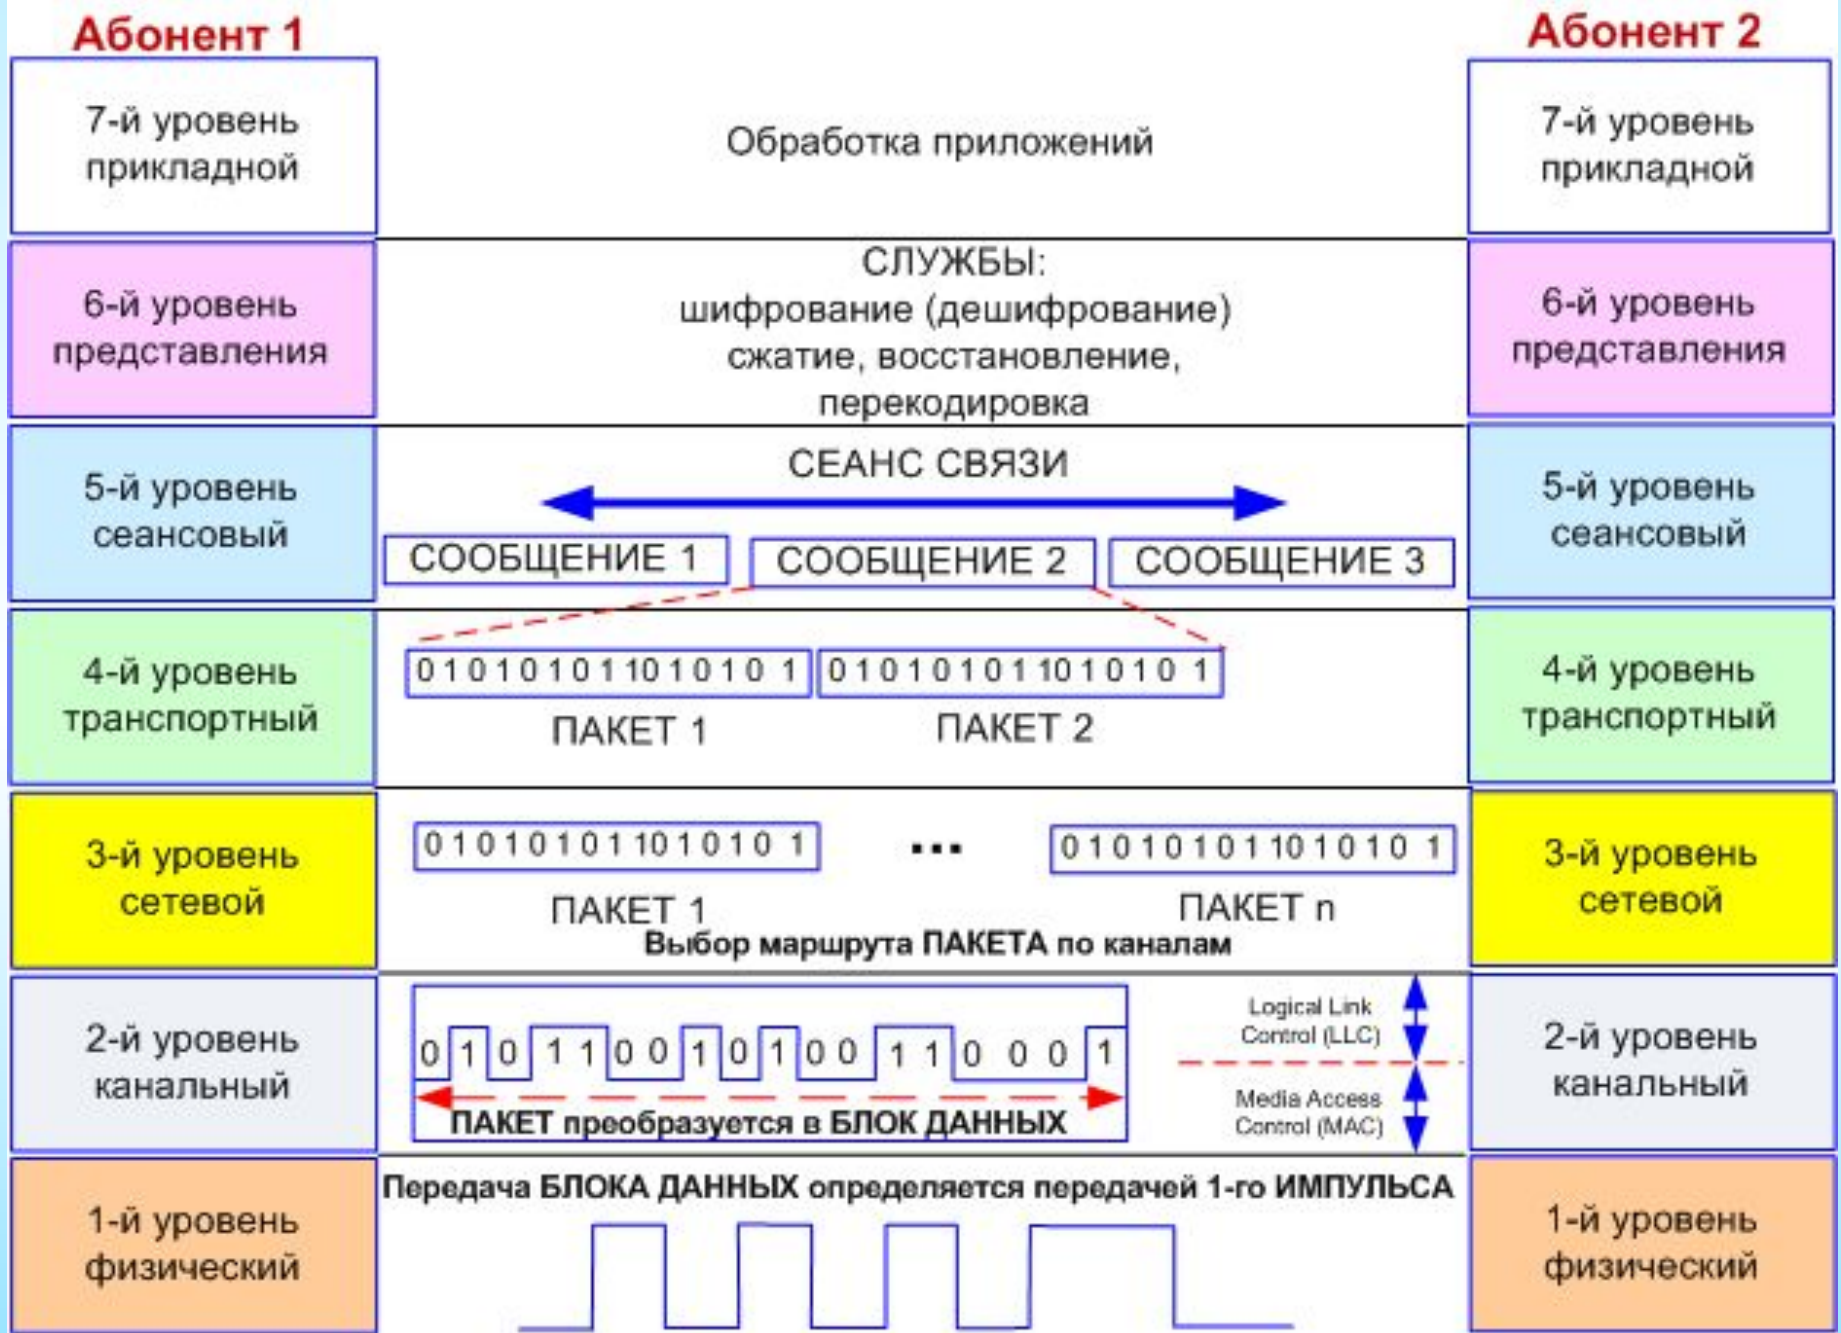 Абонент 1
Абонент 2
7-й уровень
прикладной
Обработка приложений
7-й уровень
прикладной
6-й уровень
представления
СЛУЖБЫ:
шифрование (дешифрование)
сжатие, восстановление,
перекодировка
6-й уровень
представления
5-й уровень
сеансовый
СЕАНС СВЯЗИ
СООБЩЕНИЕ 1
СООБЩЕНИЕ 2
СООБЩЕНИЕ 3
5-й уровень
сеансовый
4-й уровень
транспортный
0 1 0 1 0 1 0 1 1 0 1 0 1 0 1
0 1 0 1 0 1 0 1 1 0 1 0 1 0 1
ПАКЕТ 1
ПАКЕТ 2
4-й уровень
транспортный
3-й уровень
сетевой
0 1 0 1 0 1 0 1 1 0 1 0 1 0 1
...
0 1 0 1 0 1 0 1 1 0 1 0 1 0 1
ПАКЕТ 1
ПАКЕТ n
Выбор маршрута ПАКЕТА по каналам
3-й уровень
сетевой
2-й уровень
канальный
0 1 0 1 1 0 0 1 0 1 0 0 1 1 0 0 0 1
ПАКЕТ преобразуется в БЛОК ДАННЫХ
Logical Link
Control (LLC)
Media Access
Control (MAC)
2-й уровень
канальный
1-й уровень
физический
Передача БЛОКА ДАННЫХ определяется передачей 1-го ИМПУЛЬСА
1-й уровень
физический